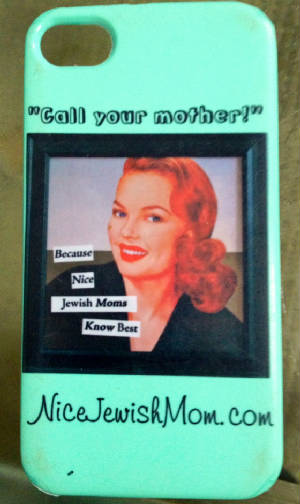 "Call your mother!"
Because
Nice
Jewish Moms
Know Best
NiceJewishMom.com